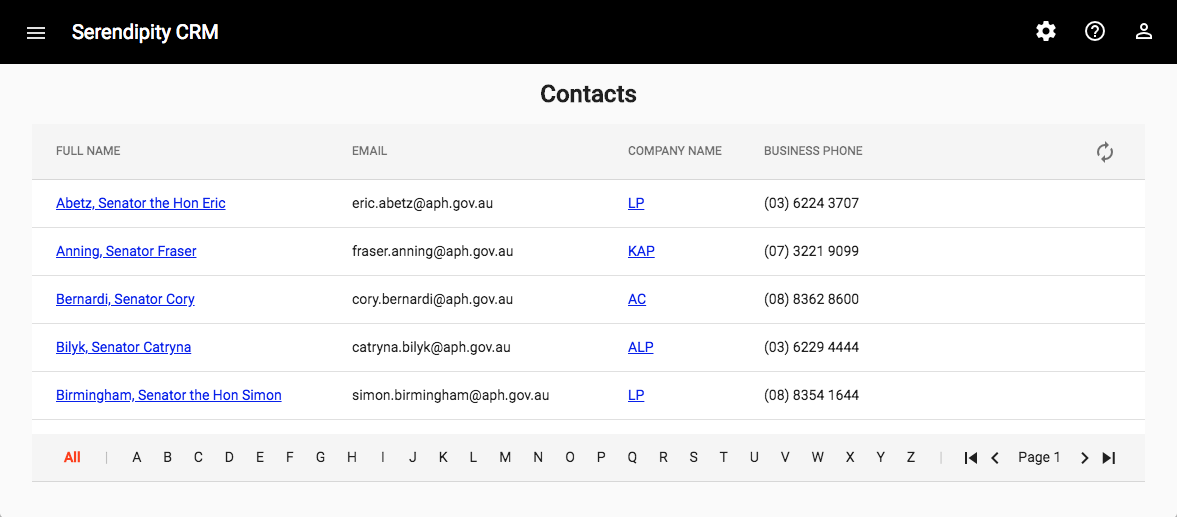 Serendipity CRM
Contacts
FULL NAME EMAIL COMPANY NAME BUSINESS PHONE
Abetz, Senator the Hon Eric eric.abetz@aph.gov.au LP (03) 6224 3707
Anning, Senator Fraser fraser.anning@aph.gov.au KAP (07) 3221 9099
Bernardi, Senator Cory cory.bernardi@aph.gov.au AC (08) 8362 8600
Bilyk, Senator Catryna catryna.bilyk@aph.gov.au ALP (03) 6229 4444
Birmingham, Senator the Hon Simon simon.birmingham@aph.gov.au LP (08) 8354 1644
All | A B C D E F G H I J K L M N O P Q R S T U V W X Y Z | Page 1